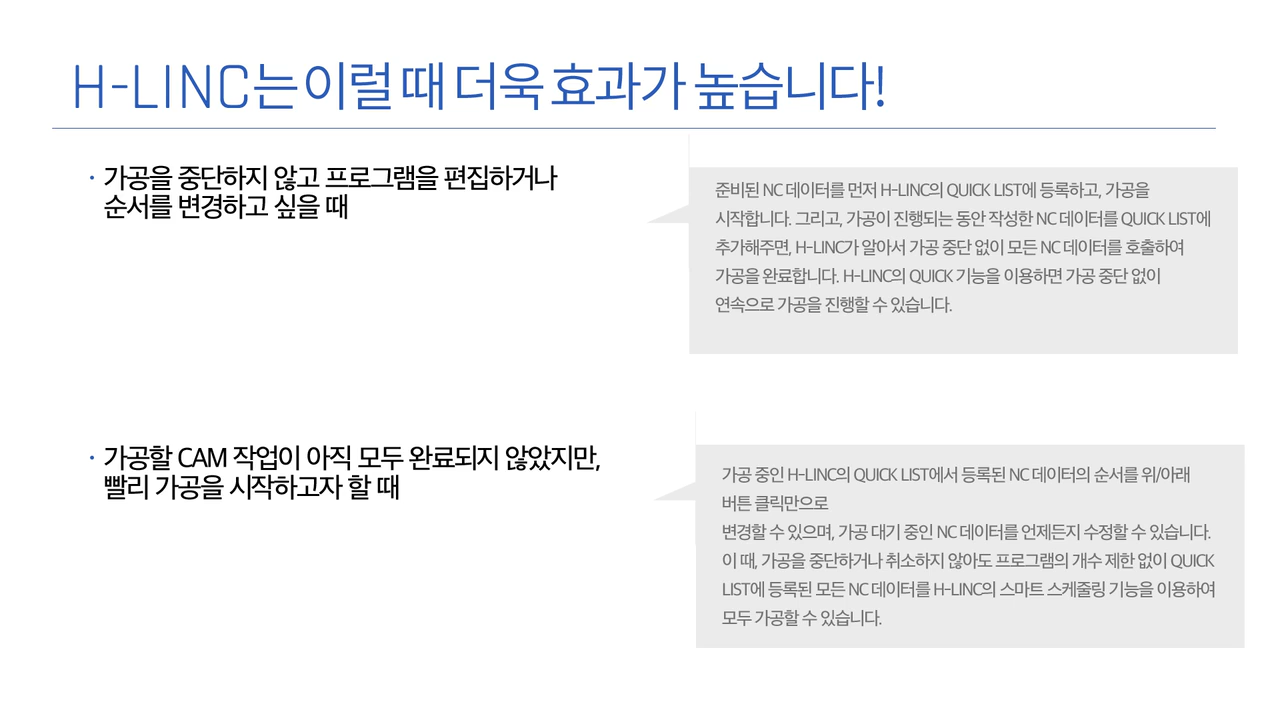 H-LINC는 이럴 때 더욱 효과가 높습니다!
· 가공을 중단하지 않고 프로그램을 편집하거나
순서를 변경하고 싶을 때
준비된 NC 데이터를 먼저 H-LINC의 QUICK LIST에 등록하고, 가공을
시작합니다. 그리고, 가공이 진행되는 동안 작성한 NC 데이터를 QUICK LIST에
추가해주면, H-LINC가 알아서 가공 중단 없이 모든 NC 데이터를 호출하여
가공을 완료합니다. H-LINC의 QUICK 기능을 이용하면 가공 중단 없이
연속으로 가공을 진행할 수 있습니다.
· 가공할 CAM 작업이 아직 모두 완료되지 않았지만,
빨리 가공을 시작하고자 할 때
가공 중인 H-LINC의 QUICK LIST에서 등록된 NC 데이터의 순서를 위/아래
버튼 클릭만으로
변경할 수 있으며, 가공 대기 중인 NC 데이터를 언제든지 수정할 수 있습니다.
이 때, 가공을 중단하거나 취소하지 않아도 프로그램의 개수 제한 없이 QUICK
LIST에 등록된 모든 NC 데이터를 H-LINC의 스마트 스케줄링 기능을 이용하여
모두 가공할 수 있습니다.